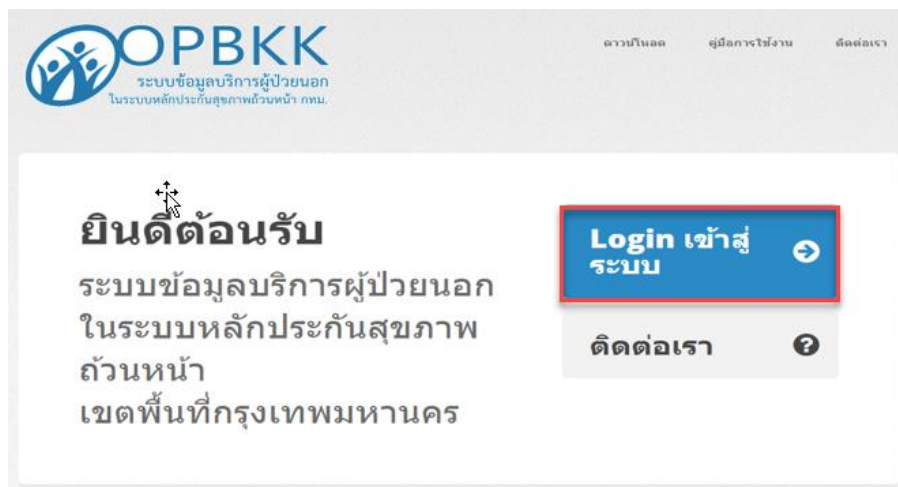 OPBKK
ระบบข้อมูลบริการผู้ป่วยนอก
ในระบบหลักประกันสุขภาพถ้วนหน้า กทม.
ดาวน์โหลด คู่มือการใช้งาน ติดต่อเรา
ยินดีต้อนรับ
ระบบข้อมูลบริการผู้ป่วยนอก
ในระบบหลักประกันสุขภาพ
ถ้วนหน้า
เขตพื้นที่กรุงเทพมหานคร
Login เข้าสู่
ระบบ
ติดต่อเรา